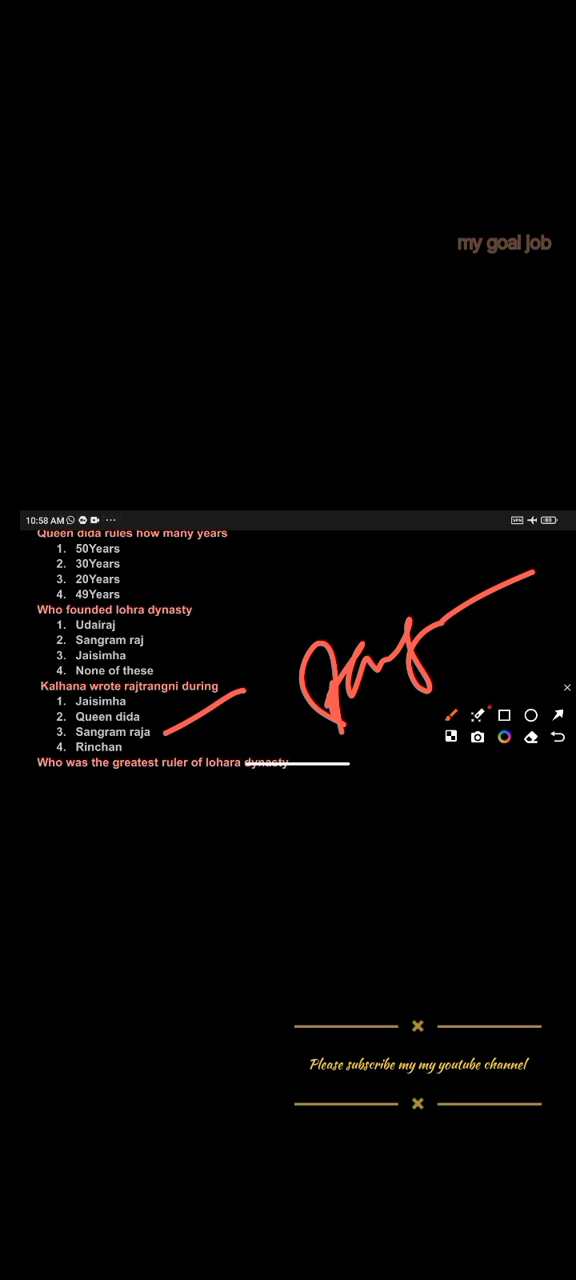 my goal job
10:58 AM
Queen dida rules how many years
1. 50Years
2. 30Years
3. 20Years
4. 49Years
Who founded lohra dynasty
1. Udairaj
2. Sangram raj
3. Jaisimha
4. None of these
Kalhana wrote rajtrangni during
1. Jaisimha
2. Queen dida
3. Sangram raja
4. Rinchan
Who was the greatest ruler of lohara dynasty
Please subscribe my my youtube channel